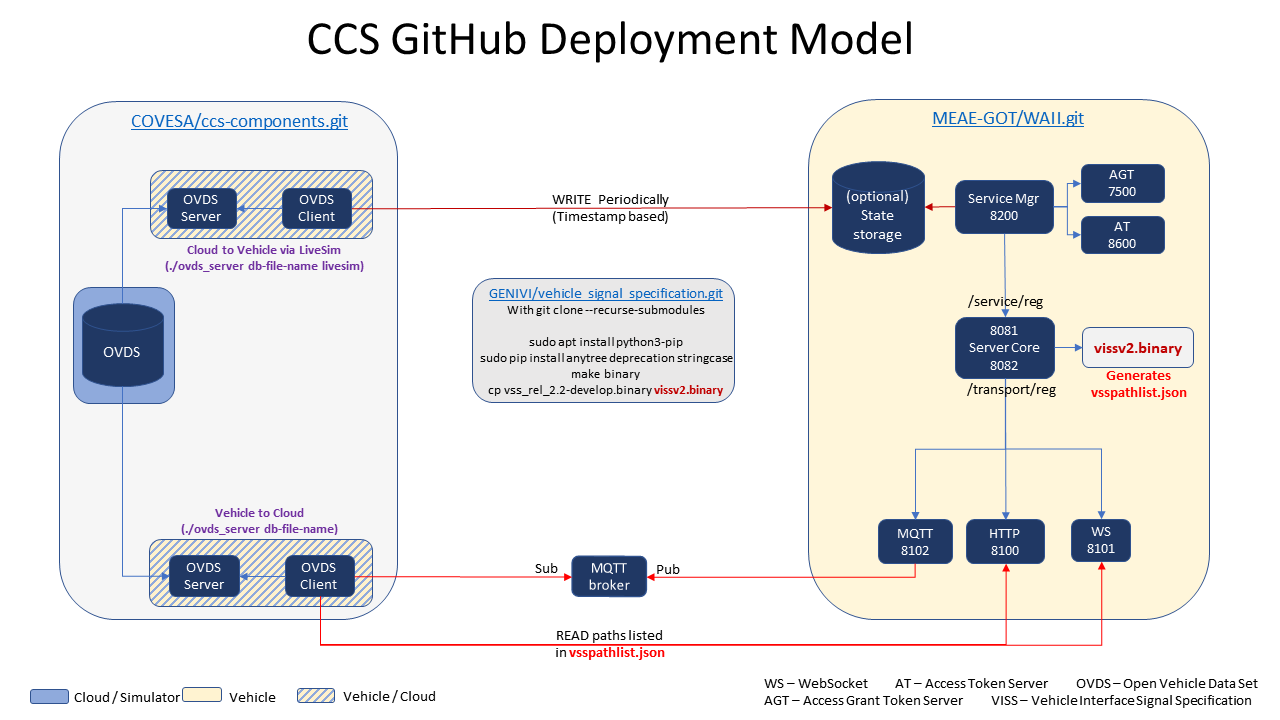 CCS GitHub Deployment Model
COVESA/ccs-components.git
OVDS
Server
OVDS
Client
Cloud to Vehicle via LiveSim
(./ovds_server db-file-name livesim)
OVDS
Vehicle to Cloud
(./ovds_server db-file-name)
OVDS
Server
OVDS
Client
WRITE Periodically
(Timestamp based)
GENIVI/vehicle_signal_specification.git
With git clone --recurse-submodules
sudo apt install python3-pip
sudo pip install anytree deprecation stringcase
make binary
cp vss_rel_2.2-develop.binary vissv2.binary
Sub
MQTT
broker
Pub
READ paths listed
in vsspathlist.json
MEAE-GOT/WAII.git
(optional)
State
storage
Service Mgr
8200
AGT
7500
AT
8600
/service/reg
8081
Server Core
8082
vissv2.binary
Generates
vsspathlist.json
/transport/reg
MQTT
8102
HTTP
8100
WS
8101
Cloud / Simulator
Vehicle
Vehicle / Cloud
WS – WebSocket AT – Access Token Server OVDS – Open Vehicle Data Set
AGT – Access Grant Token Server VISS – Vehicle Interface Signal Specification